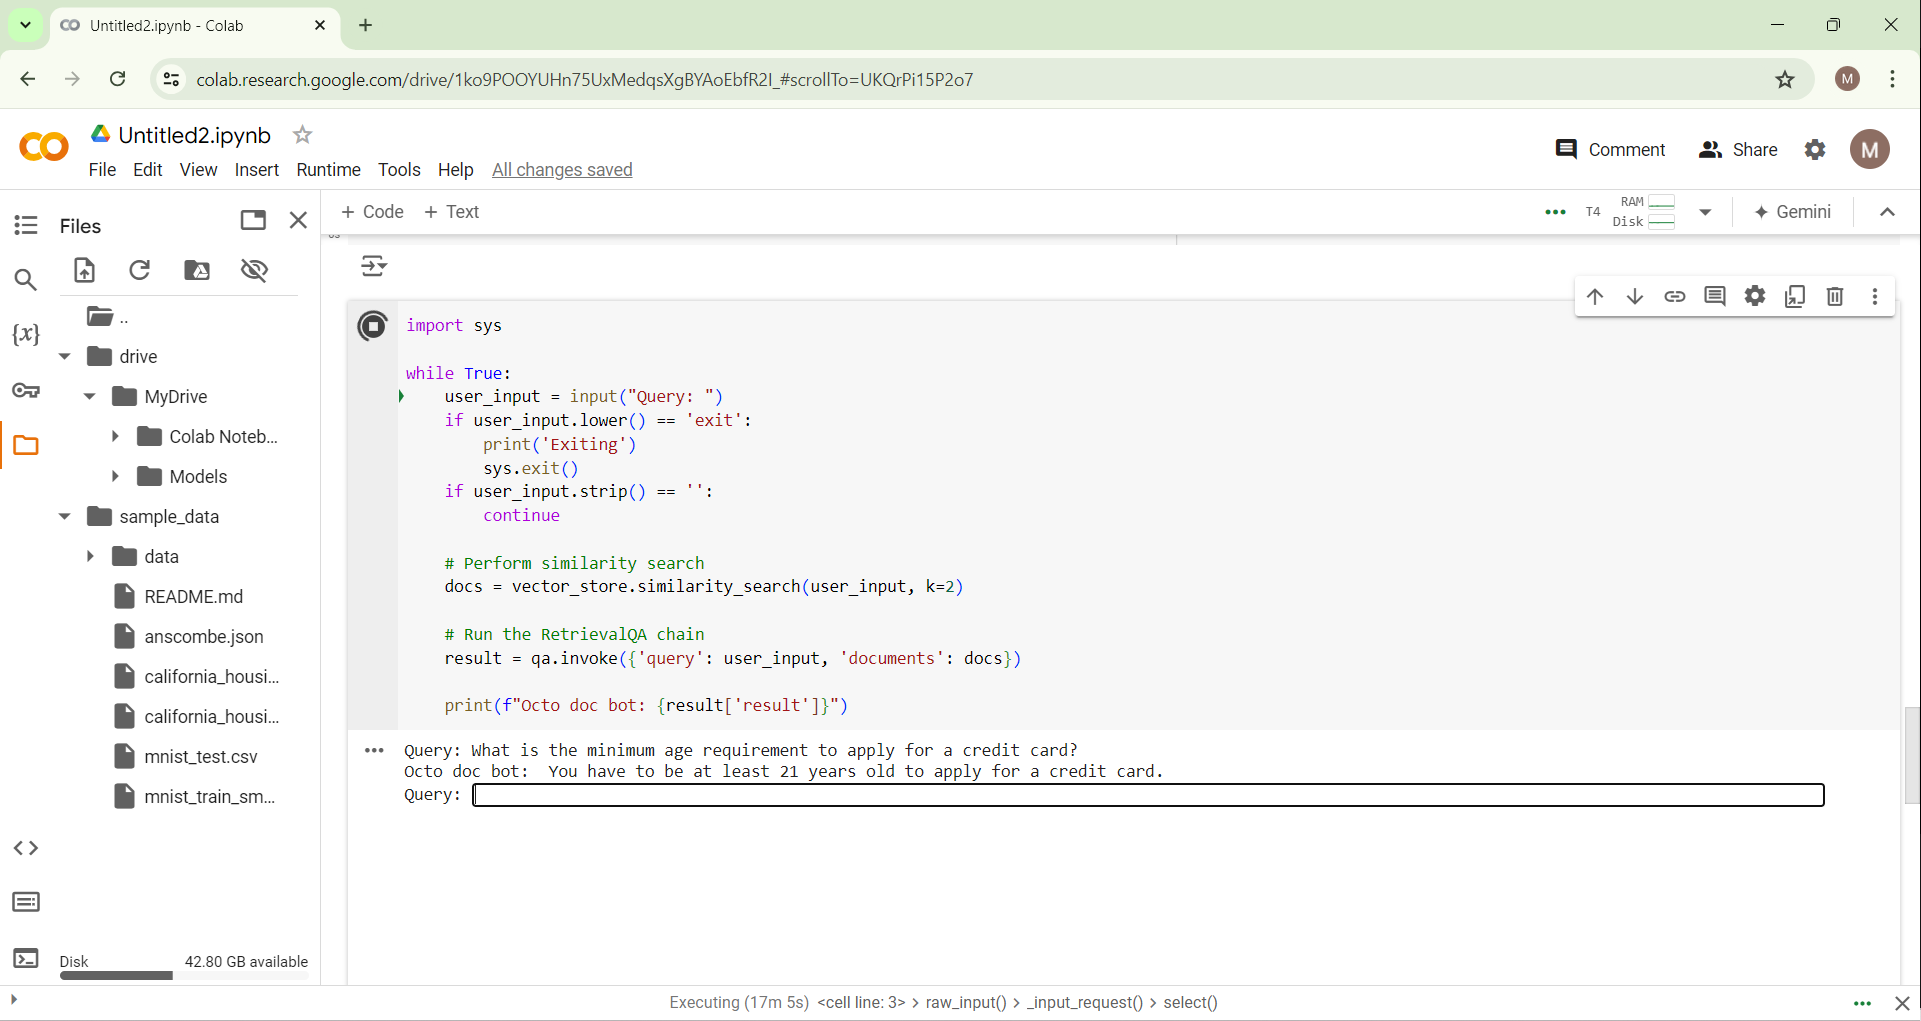 Untitled2.ipynb - Colab
colab.research.google.com/drive/1ko9POOYUHn75UxMedqsXgBYAoEbfR2I_#scrollTo=UKQrPi15P2o7
M
CO
Untitled2.ipynb
File Edit View Insert Runtime Tools Help All changes saved
Comment
Share
M
Files
+ Code + Text
T4
RAM
Disk
Gemini
..
drive
MyDrive
Colab Noteb...
Models
sample_data
data
README.md
anscombe.json
california_housi...
california_housi...
mnist_test.csv
mnist_train_sm...
{x}
Disk 42.80 GB available
import sys
while True:
user_input = input("Query: ")
if user_input.lower() == 'exit':
print('Exiting')
sys.exit()
if user_input.strip() == '':
continue
# Perform similarity search
docs = vector_store.similarity_search(user_input, k=2)
# Run the RetrievalQA chain
result = qa.invoke({'query': user_input, 'documents': docs})
print(f"Octo doc bot: {result['result']}")
Query: What is the minimum age requirement to apply for a credit card?
Octo doc bot:  You have to be at least 21 years old to apply for a credit card.
Query:
Executing (17m 5s) <cell line: 3> > raw_input() > _input_request() > select()